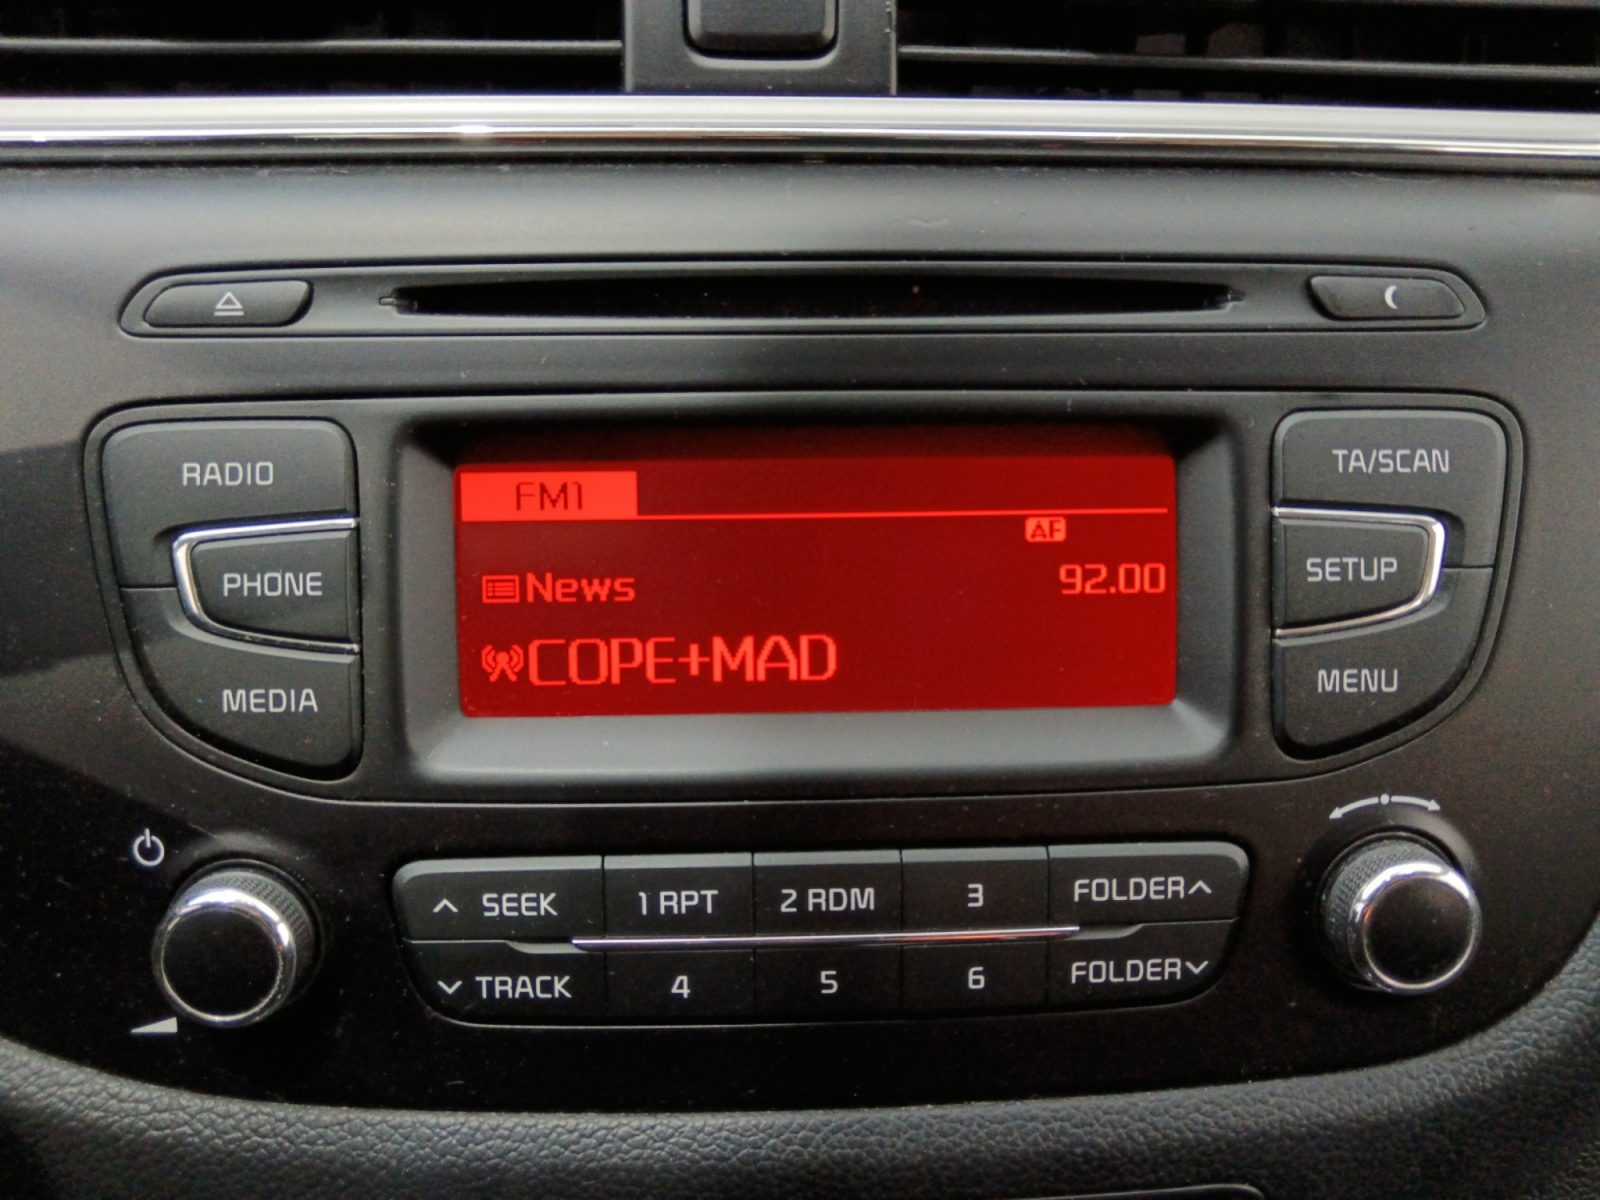 RADIO
PHONE
MEDIA
FM1
AF
News
92.00
COPE+MAD
TA/SCAN
SETUP
MENU
SEEK
1 RPT
2 RDM
3
FOLDER
TRACK
4
5
6
FOLDER